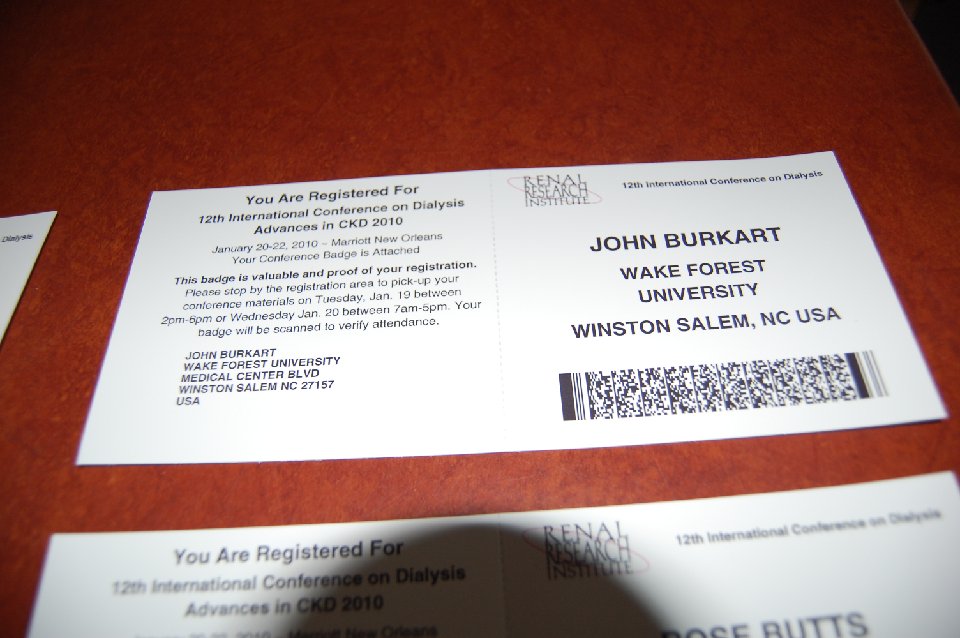 Dialysis
You Are Registered For
12th International Conference on Dialysis
Advances in CKD 2010
January 20-22, 2010 ~ Marriott New Orleans
Your Conference Badge is Attached
This badge is valuable and proof of your registration.
Please stop by the registration area to pick-up your
conference materials on Tuesday, Jan. 19 between
2pm-6pm or Wednesday Jan. 20 between 7am-5pm. Your
badge will be scanned to verify attendance.
JOHN BURKART
WAKE FOREST UNIVERSITY
MEDICAL CENTER BLVD
WINSTON SALEM NC 27157
USA
RENAL
RESEARCH
INSTITUTE
12th International Conference on Dialysis
JOHN BURKART
WAKE FOREST
UNIVERSITY
WINSTON SALEM, NC USA
You Are Registered For
12th International Conference on Dialysis
Advances in CKD 2010
Marriott New Orleans
RENAL
RESEARCH
INSTITUTE
12th International Conference on Dialysis
ROSE BUTTS